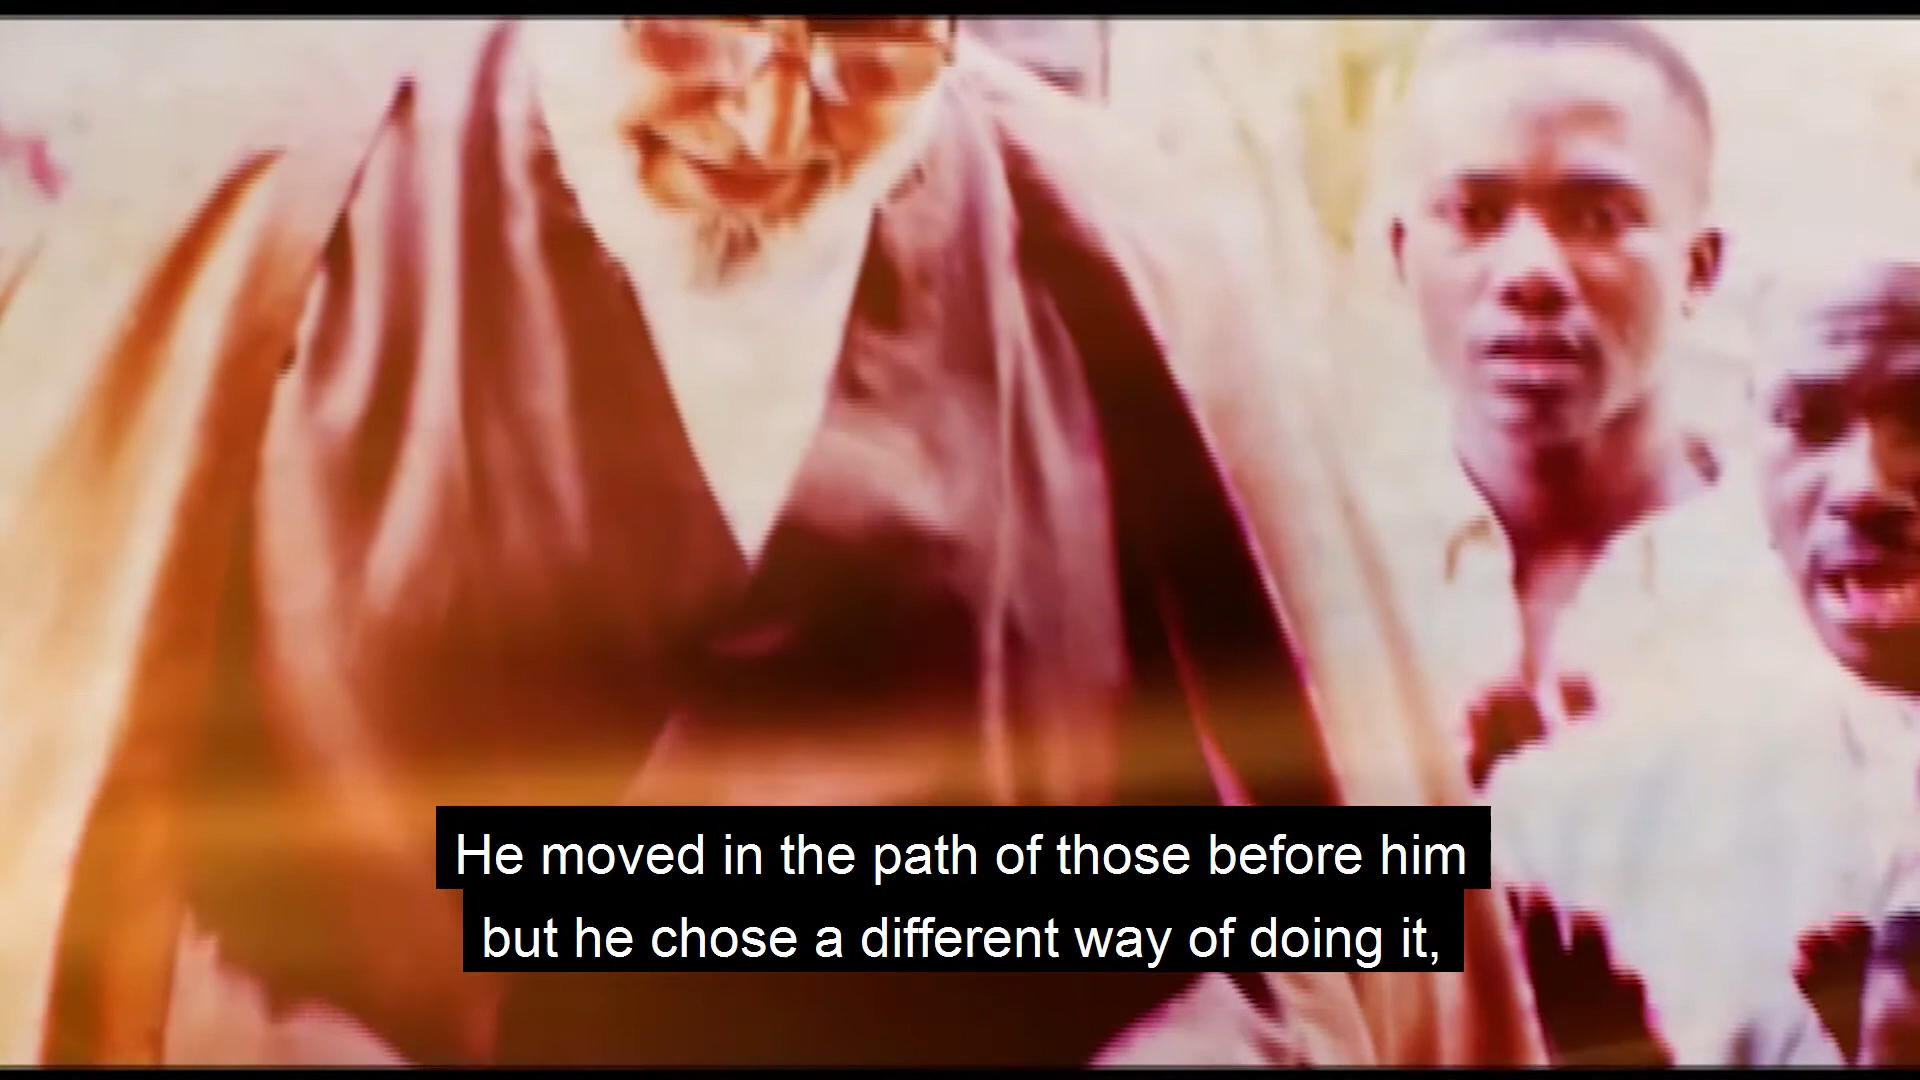 He moved in the path of those before him
but he chose a different way of doing it,